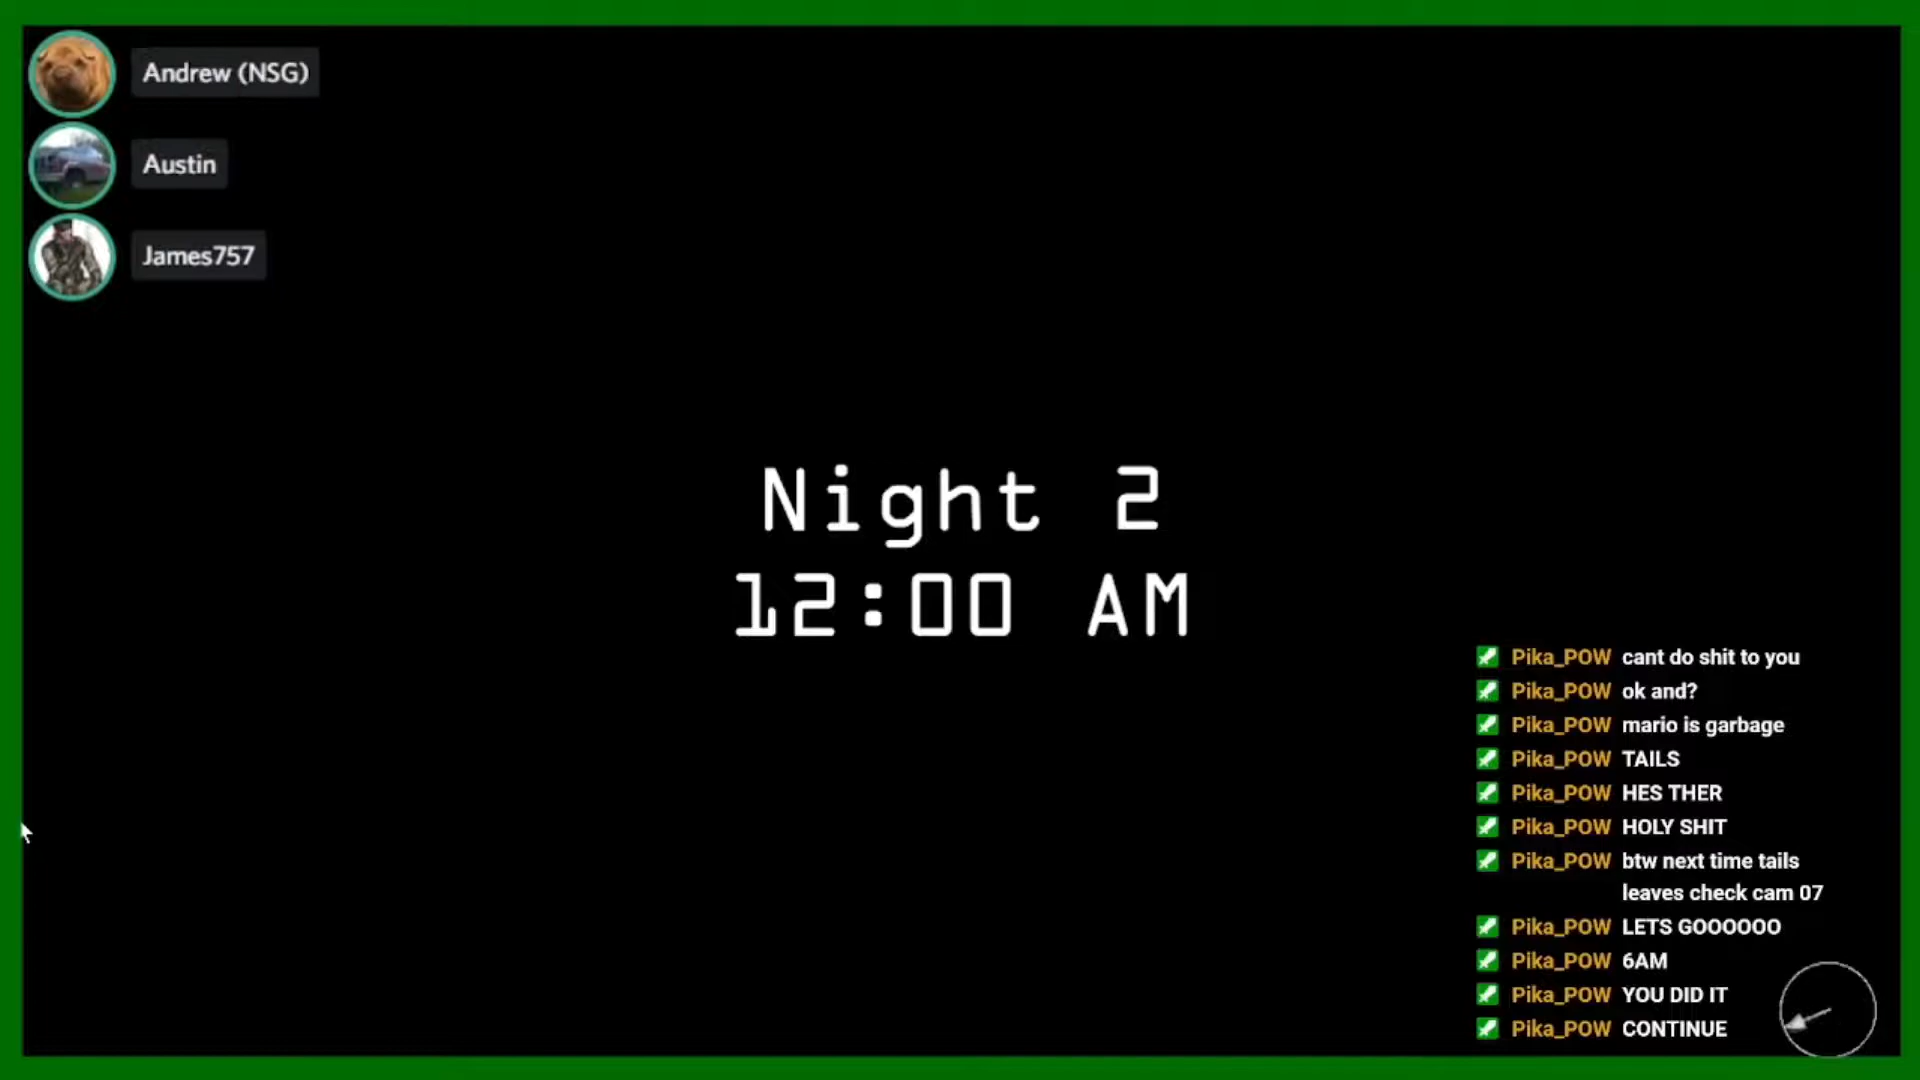 Andrew (NSG)
Austin
James757
Night 2
12:00 AM
Pika_POW cant do shit to you
Pika_POW ok and?
Pika_POW mario is garbage
Pika_POW TAILS
Pika_POW HES THER
Pika_POW HOLY SHIT
Pika_POW btw next time tails
leaves check cam 07
Pika_POW LETS GOOOOOO
Pika_POW 6AM
Pika_POW YOU DID IT
Pika_POW CONTINUE